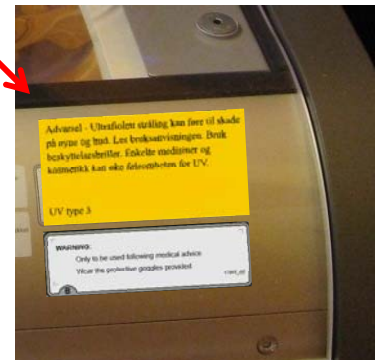 Advarsel - Ultrafiolett stråling kan føre til skade
på øyne og hud. Les bruksanvisningen. Bruk
beskyttelsesbriller. Enkelte medisiner og
kosmetikk kan øke følsomheten for UV.
UV type 3
WARNING:
Only to be used following medical advice
Wear the protective goggles provided